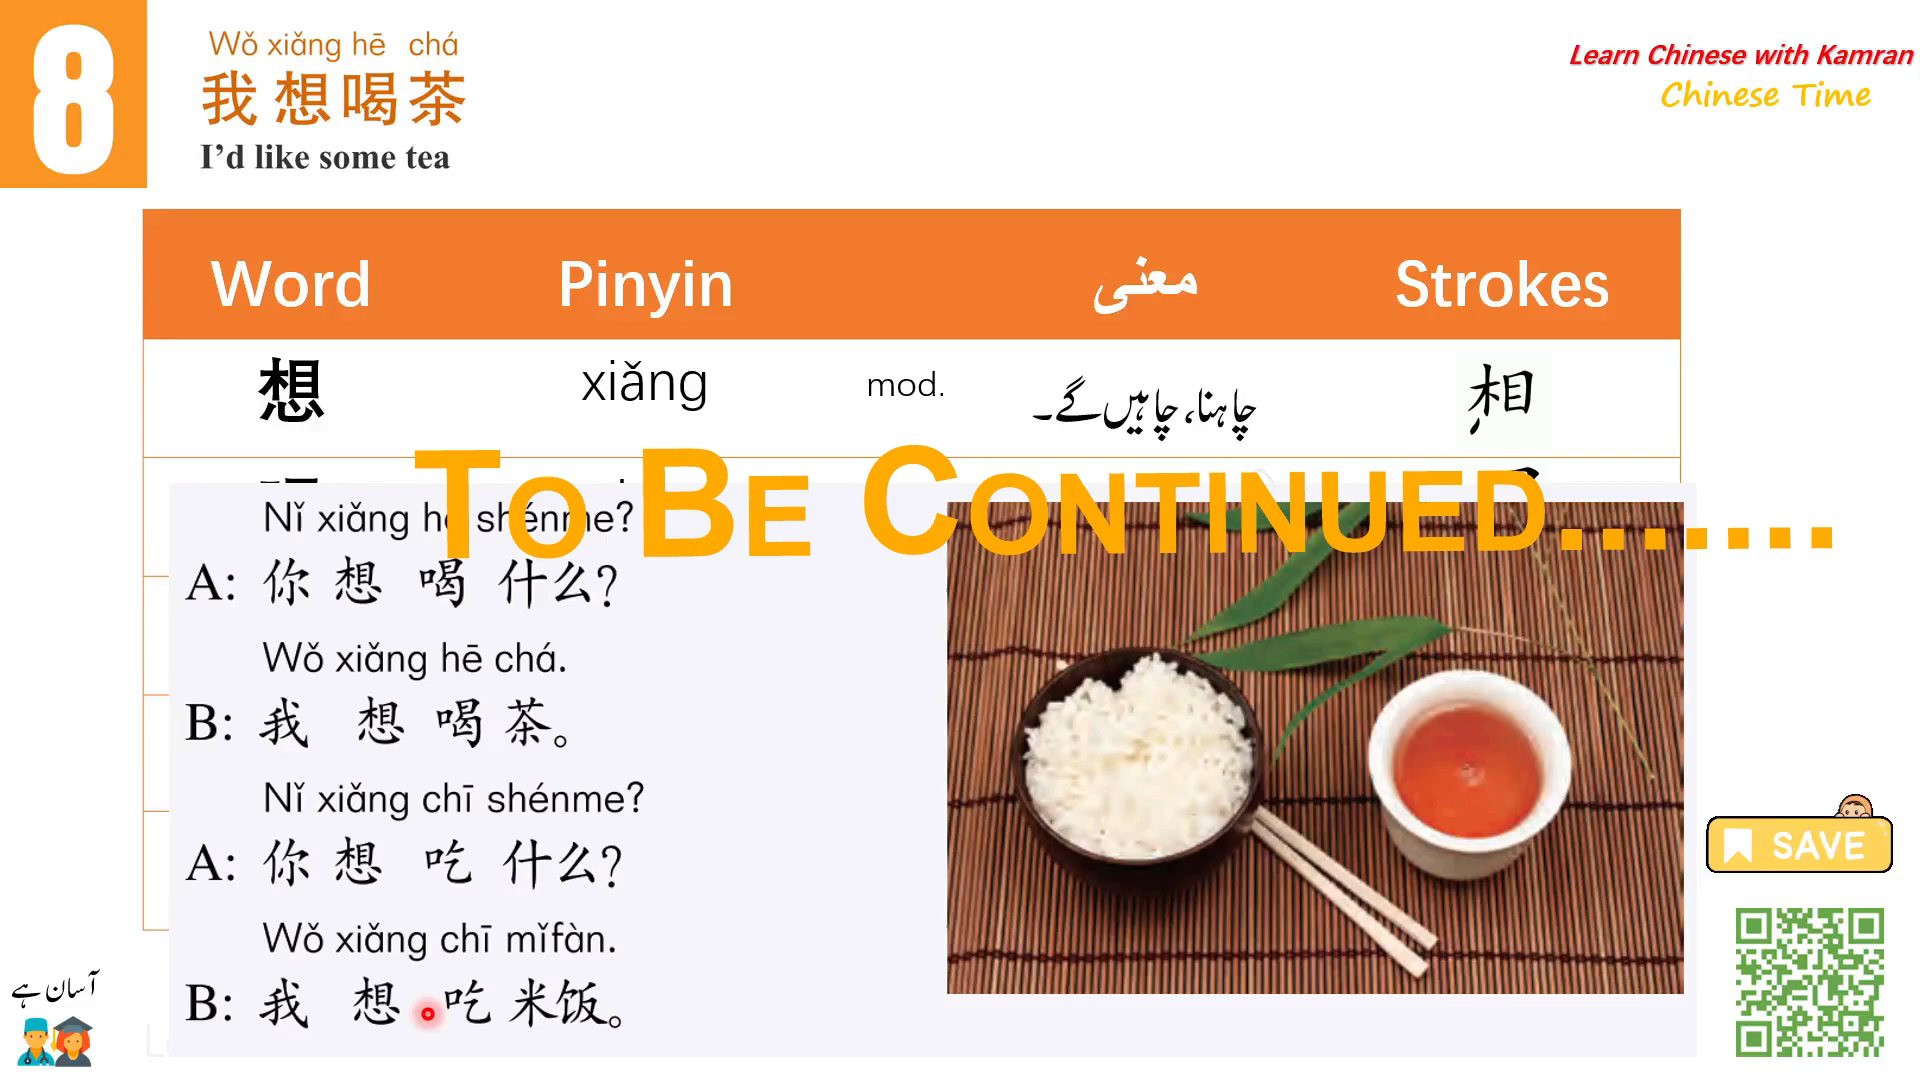 8
Wǒ xiǎng hē chá
我想喝茶
I'd like some tea
Learn Chinese with Kamran
Chinese Time
Word Pinyin معنی Strokes
想 xiǎng mod. چاہنا، چاہیں گے۔
TO BE CONTINUED.......
Nǐ xiǎng hē shénme?
A: 你想喝什么?
Wǒ xiǎng hē chá.
B: 我想喝茶。
Nǐ xiǎng chī shénme?
A: 你想吃什么?
Wǒ xiǎng chī mǐfàn.
B: 我想吃米饭。
SAVE
آسان ہے